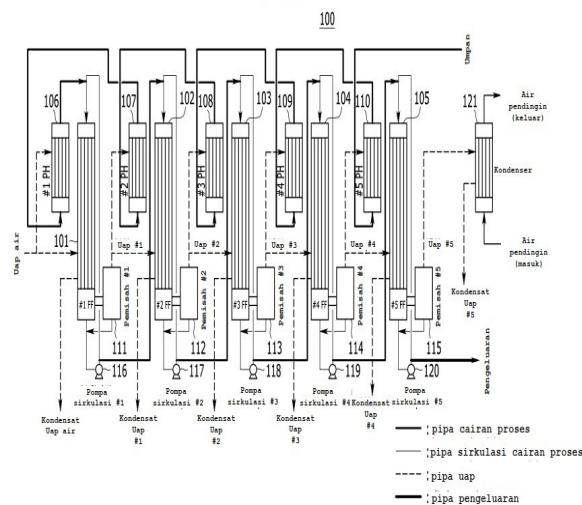 100
Umpan
106
107
102
108
103
109
104
110
105
121
Air
pendingin
(keluar)
#1 PH
#2 PH
#3 PH
#4 PH
#5 PH
Kondenser
101
Uap air
Uap #1
Uap #2
Uap #3
Uap #4
Uap #5
Air
pendingin
(masuk)
Kondensat
Uap
#5
#1 FF
Pemisah #1
#2 FF
Pemisah #2
#3 FF
Pemisah #3
#4 FF
Pemisah #4
#5 FF
Pemisah #5
111
112
113
114
115
116
117
118
119
120
Pengeluaran
Pompa
sirkulasi #1
Pompa
sirkulasi #2
Pompa
sirkulasi #3
Pompa
sirkulasi #4
Pompa
sirkulasi #5
Kondensat
Uap air
Kondensat
Uap
#1
Kondensat
Uap
#2
Kondensat
Uap
#3
Kondensat
Uap
#4
: pipa cairan proses
: pipa sirkulasi cairan proses
: pipa uap
: pipa pengeluaran